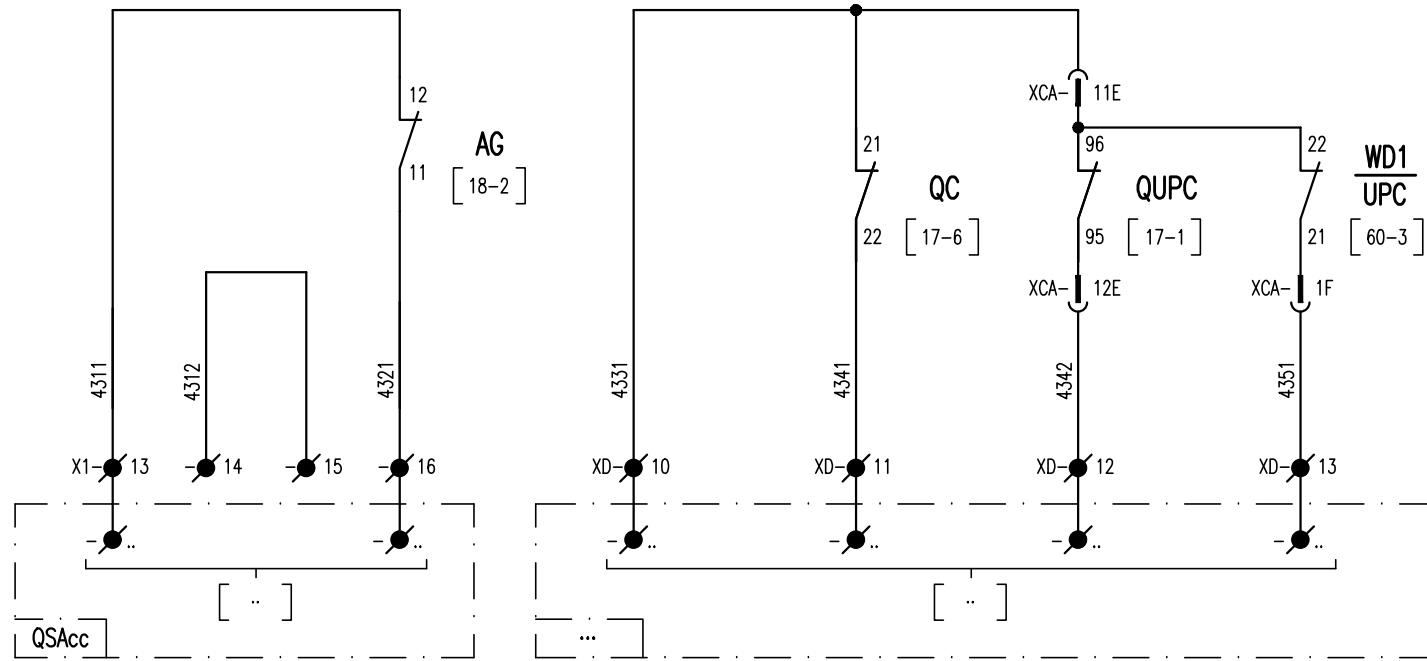 12
AG
11
[18-2]
4311
4312
4321
X1- 13
- 14
- 15
- 16
- ..
- ..
[..]
QSAcc
XCA- 11E
21
QC
22
[17-6]
96
QUPC
95
[17-1]
22
WD1
UPC
21
[60-3]
XCA- 12E
XCA- 1F
4331
4341
4342
4351
XD- 10
XD- 11
XD- 12
XD- 13
- ..
- ..
- ..
- ..
[..]
...